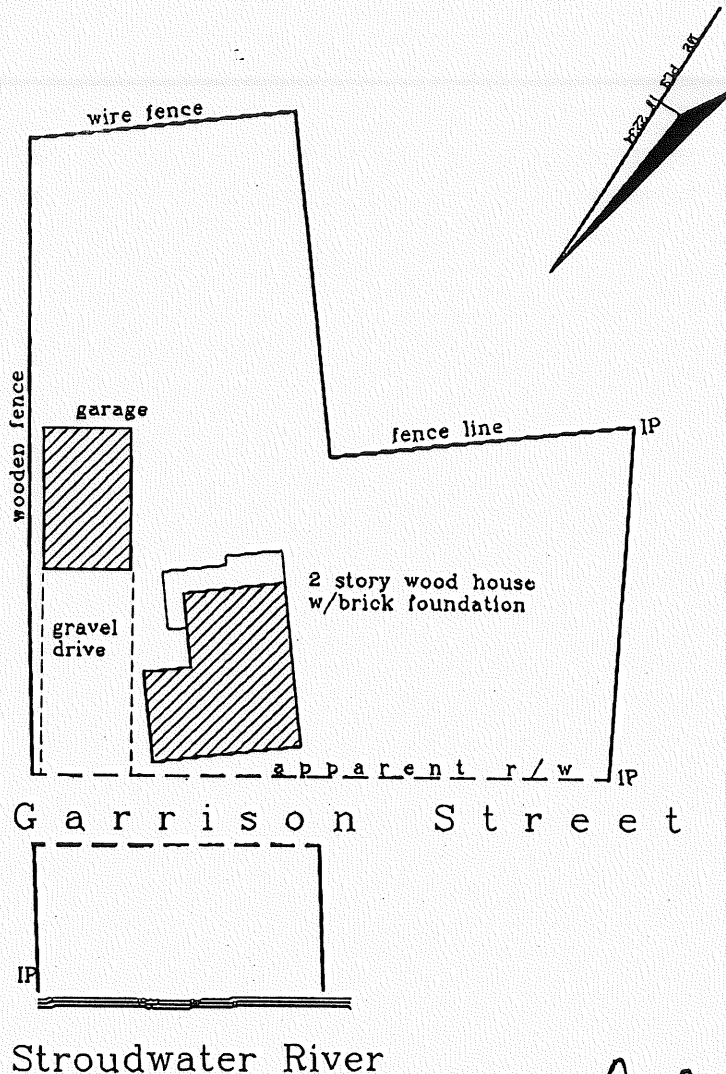 wire fence
wooden fence
garage
fence line
IP
2 story wood house
w/brick foundation
gravel
drive
apparent r/w
IP
Garrison Street
IP
Stroudwater River